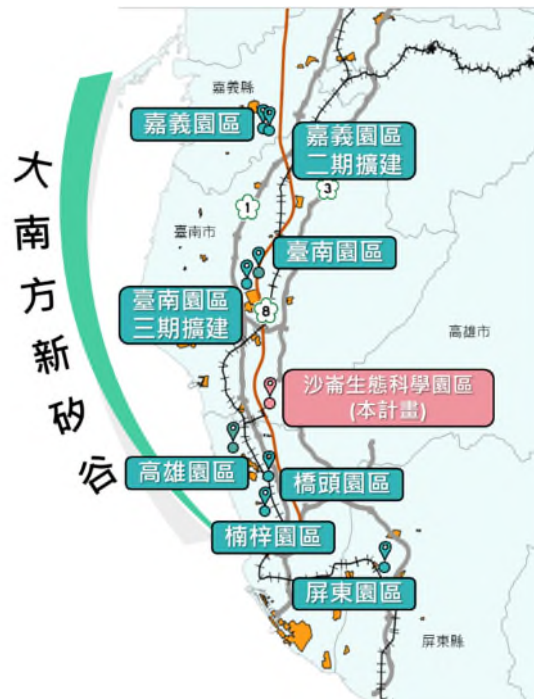 大南方新矽谷
嘉義縣
嘉義園區
嘉義園區
二期擴建
3
1
臺南市
臺南園區
臺南園區
三期擴建
8
高雄市
沙崙生態科學園區
(本計畫)
高雄園區
橋頭園區
楠梓園區
屏東園區
屏東縣